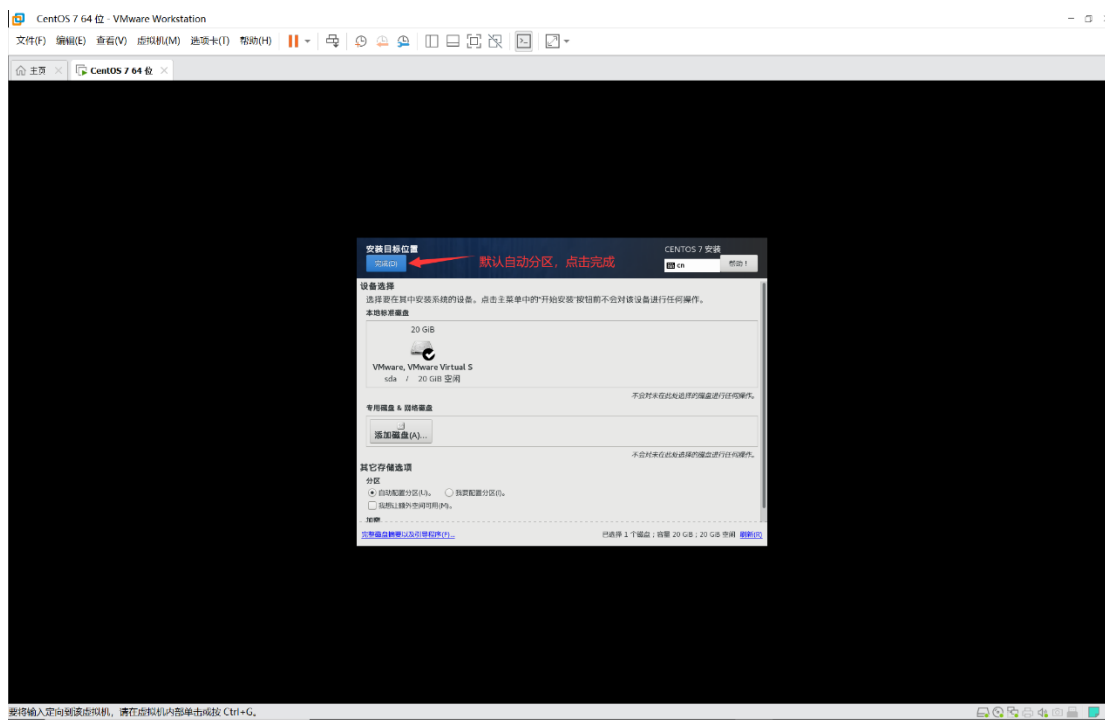 CentOS 7 64 位 - VMware Workstation
文件(F) 编辑(E) 查看(V) 虚拟机(M) 选项卡(T) 帮助(H)
主页 CentOS 7 64 位
安装目标位置 CENTOS 7 安装
完成(D) 默认自动分区，点击完成 cn 帮助！
设备选择
选择要在其中安装系统的设备。点击主菜单中的"开始安装"按钮前不会对该设备进行任何操作。
本地标准磁盘
20 GiB
VMware, VMware Virtual S
sda / 20 GiB 空闲
不会对未在此处选择的磁盘进行任何操作。
专用磁盘 & 网络磁盘
添加磁盘(A)...
不会对未在此处选择的磁盘进行任何操作。
其它存储选项
分区
自动配置分区(U)。 我要配置分区(I)。
我想让额外空间可用(M)。
加密
完整磁盘摘要以及引导程序(F)... 已选择 1 个磁盘；容量 20 GiB；20 GiB 空闲 刷新(R)
要将输入定向到该虚拟机，请在虚拟机内部单击或按 Ctrl+G。